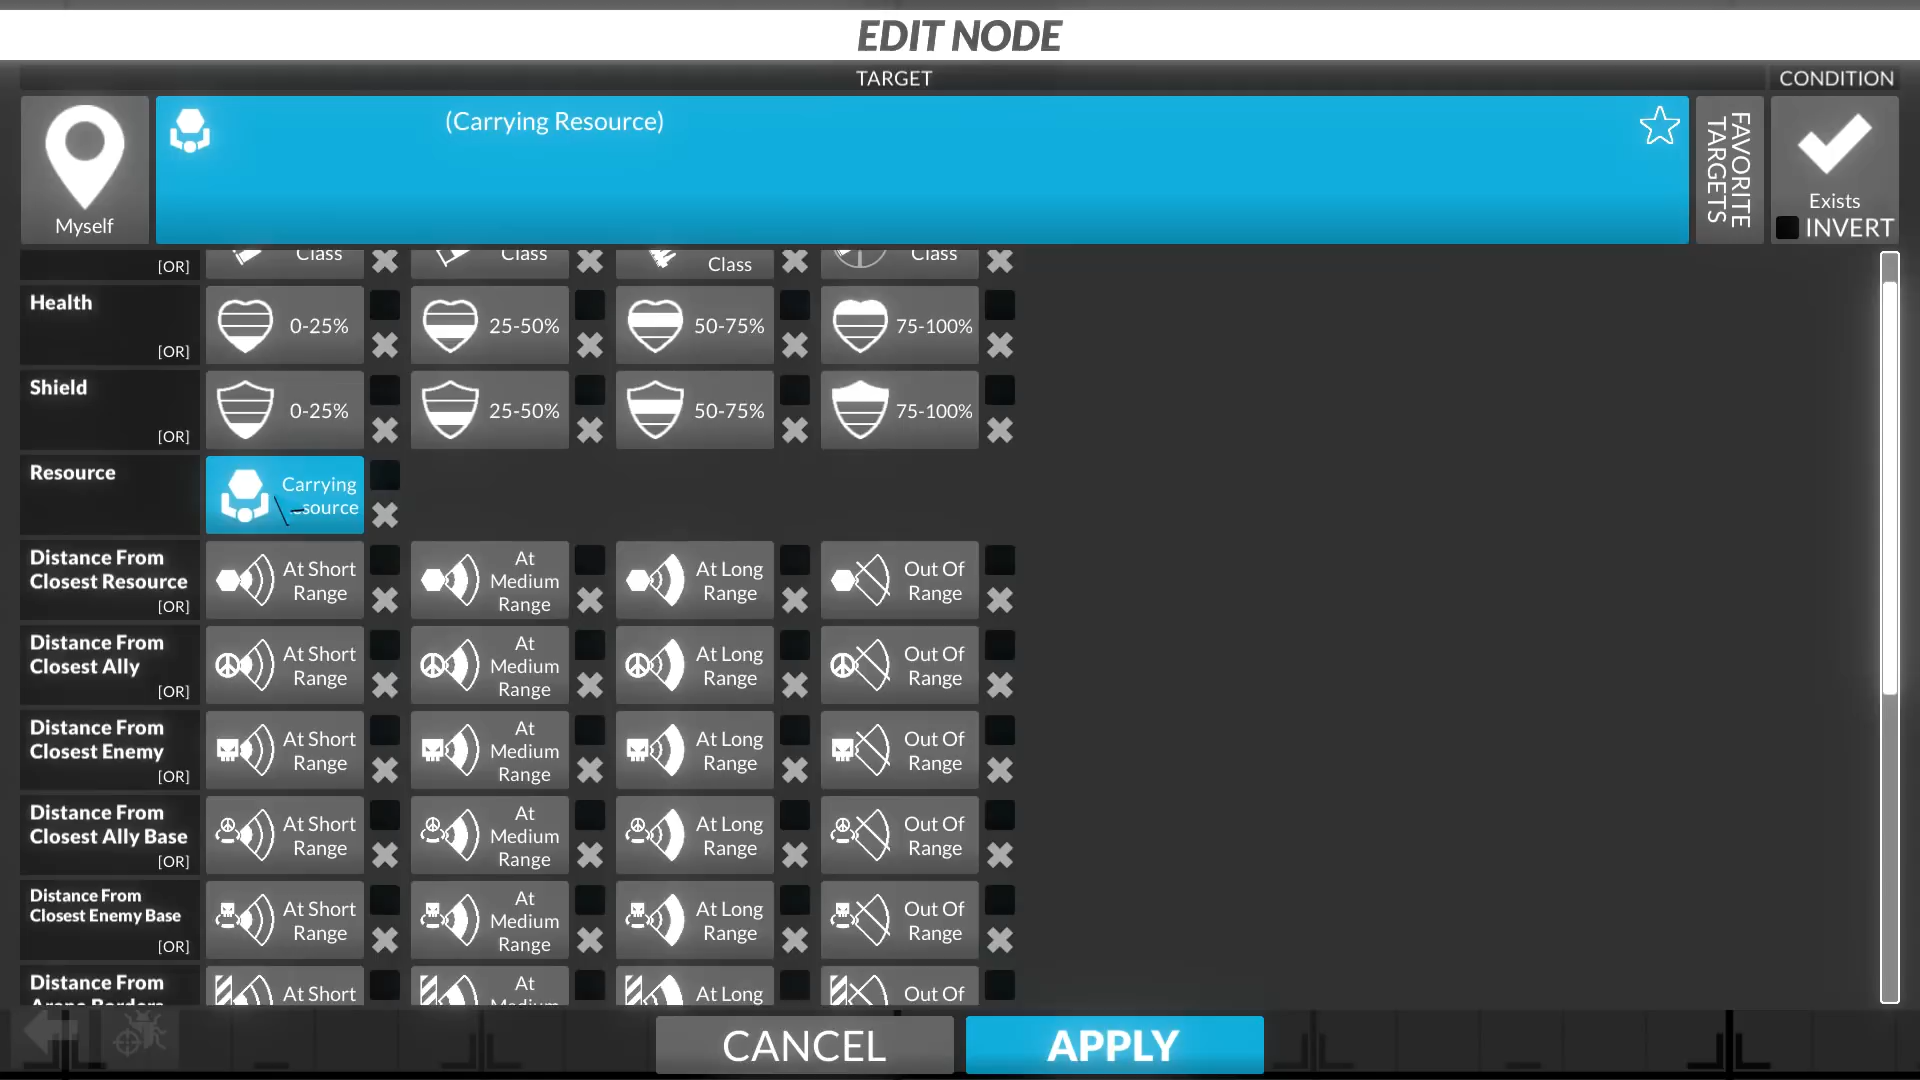 EDIT NODE
TARGET
CONDITION
Myself
(Carrying Resource)
FAVORITE
TARGETS
Exists
INVERT
[OR]
Class
Class
Class
Class
Health
[OR]
0-25%
25-50%
50-75%
75-100%
Shield
[OR]
0-25%
25-50%
50-75%
75-100%
Resource
Carrying
source
Distance From
Closest Resource
[OR]
At Short
Range
At
Medium
Range
At Long
Range
Out Of
Range
Distance From
Closest Ally
[OR]
At Short
Range
At
Medium
Range
At Long
Range
Out Of
Range
Distance From
Closest Enemy
[OR]
At Short
Range
At
Medium
Range
At Long
Range
Out Of
Range
Distance From
Closest Ally Base
[OR]
At Short
Range
At
Medium
Range
At Long
Range
Out Of
Range
Distance From
Closest Enemy Base
[OR]
At Short
Range
At
Medium
Range
At Long
Range
Out Of
Range
Distance From
At Short
At
At Long
Out Of
CANCEL
APPLY